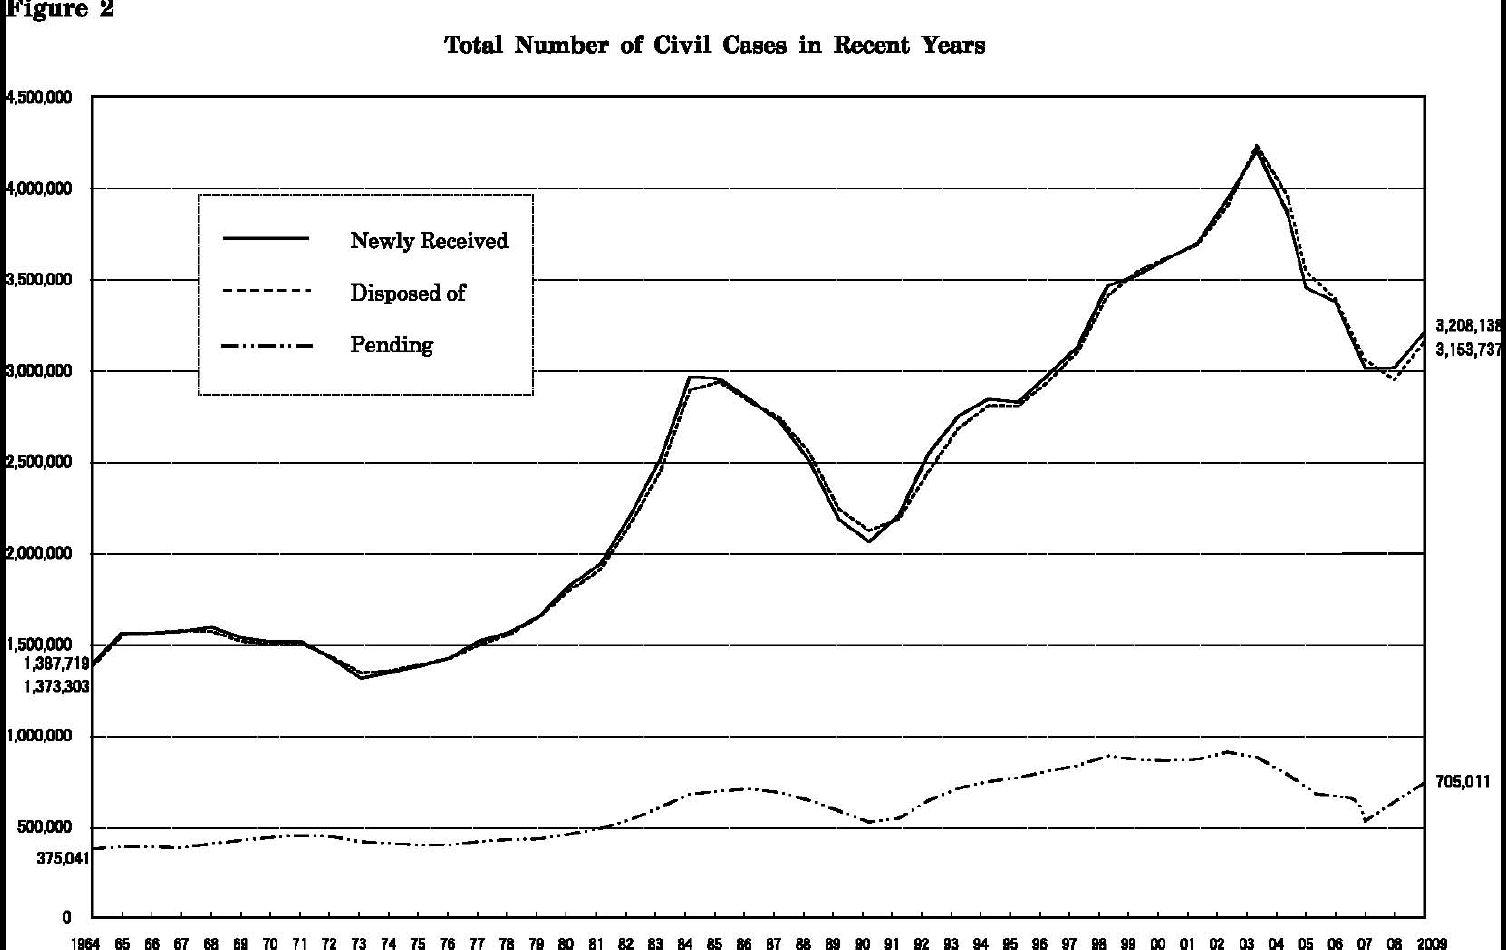 Figure 2
Total Number of Civil Cases in Recent Years
4,500,000
4,000,000
3,500,000
3,000,000
2,500,000
2,000,000
1,500,000
1,387,719
1,373,303
1,000,000
500,000
375,041
0
Newly Received
Disposed of
Pending
3,208,138
3,153,737
705,011
1964 65 66 67 68 69 70 71 72 73 74 75 76 77 78 79 80 81 82 83 84 85 86 87 88 89 90 91 92 93 94 95 96 97 98 99 00 01 02 03 04 05 06 07 08 2009